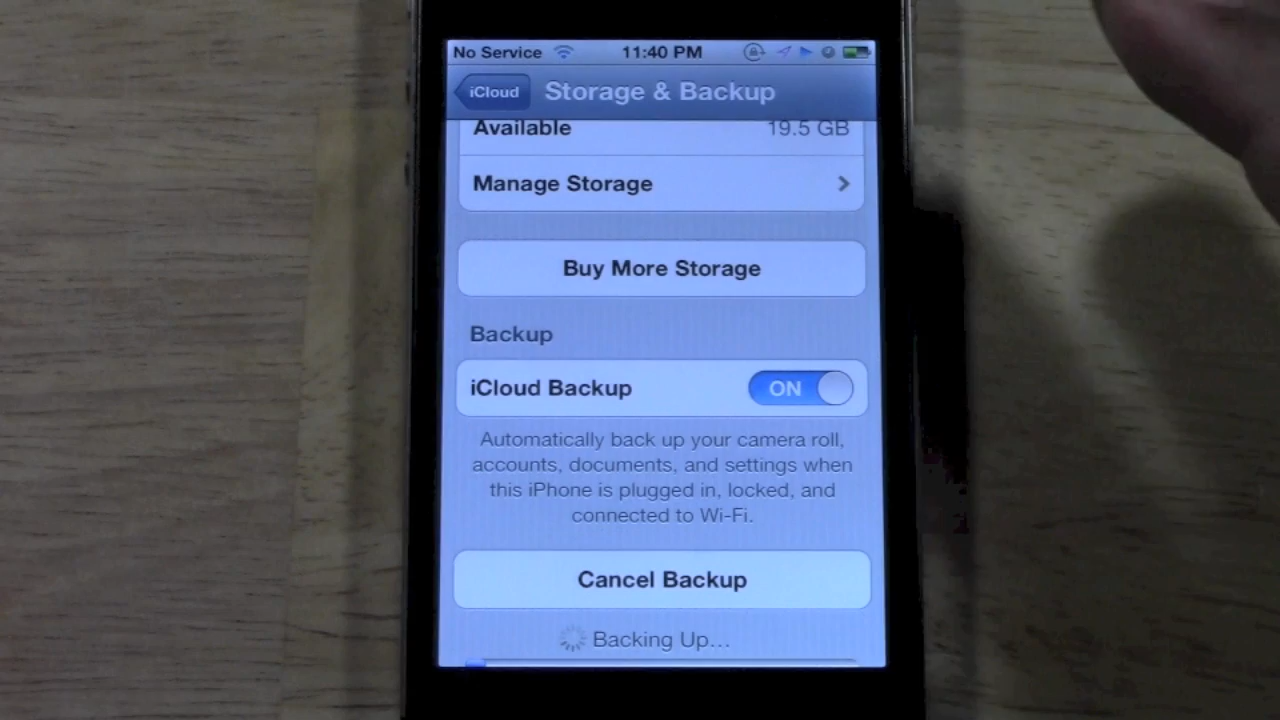 No Service 11:40 PM
iCloud Storage & Backup
Available 19.5 GB
Manage Storage
Buy More Storage
Backup
iCloud Backup ON
Automatically back up your camera roll,
accounts, documents, and settings when
this iPhone is plugged in, locked, and
connected to Wi-Fi.
Cancel Backup
Backing Up...